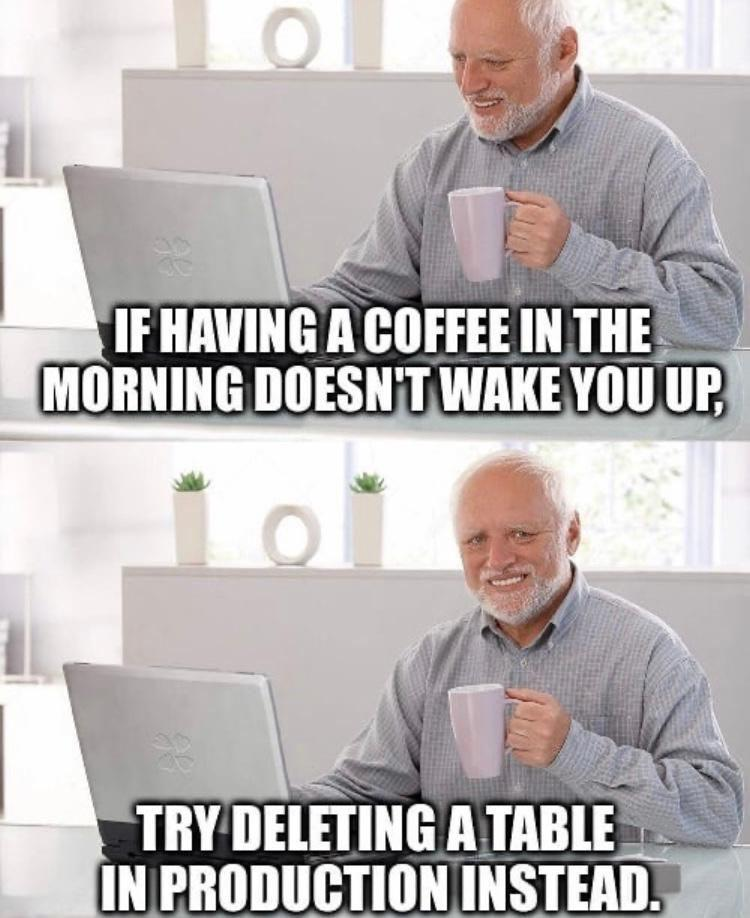 IF HAVING A COFFEE IN THE
MORNING DOESN'T WAKE YOU UP,
TRY DELETING A TABLE
IN PRODUCTION INSTEAD.